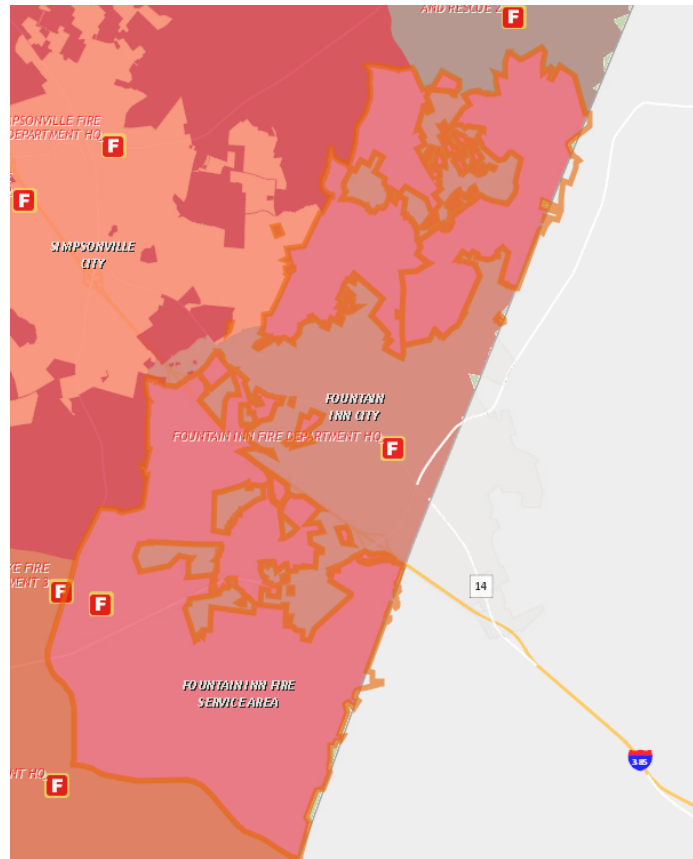 AND RESCUE 2
F
MPSONVILLE FIRE
DEPARTMENT HQ
F
F
SIMPSONVILLE
CITY
FOUNTAIN
INN CITY
FOUNTAIN INN FIRE DEPARTMENT HQ
F
KE FIRE
MENT 3
F
F
14
FOUNTAIN INN FIRE
SERVICE AREA
385
NT HQ
F